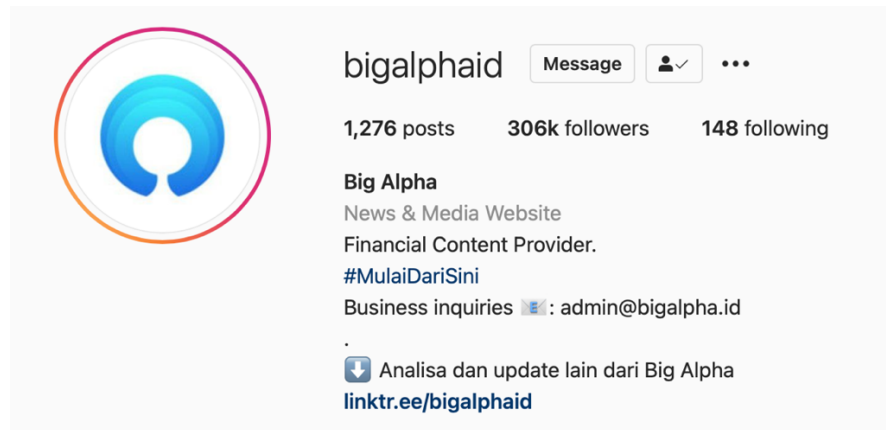 bigalphaid Message
1,276 posts 306k followers 148 following
Big Alpha
News & Media Website
Financial Content Provider.
#MulaiDariSini
Business inquiries 📧: admin@bigalpha.id
.
⬇️ Analisa dan update lain dari Big Alpha
linktr.ee/bigalphaid